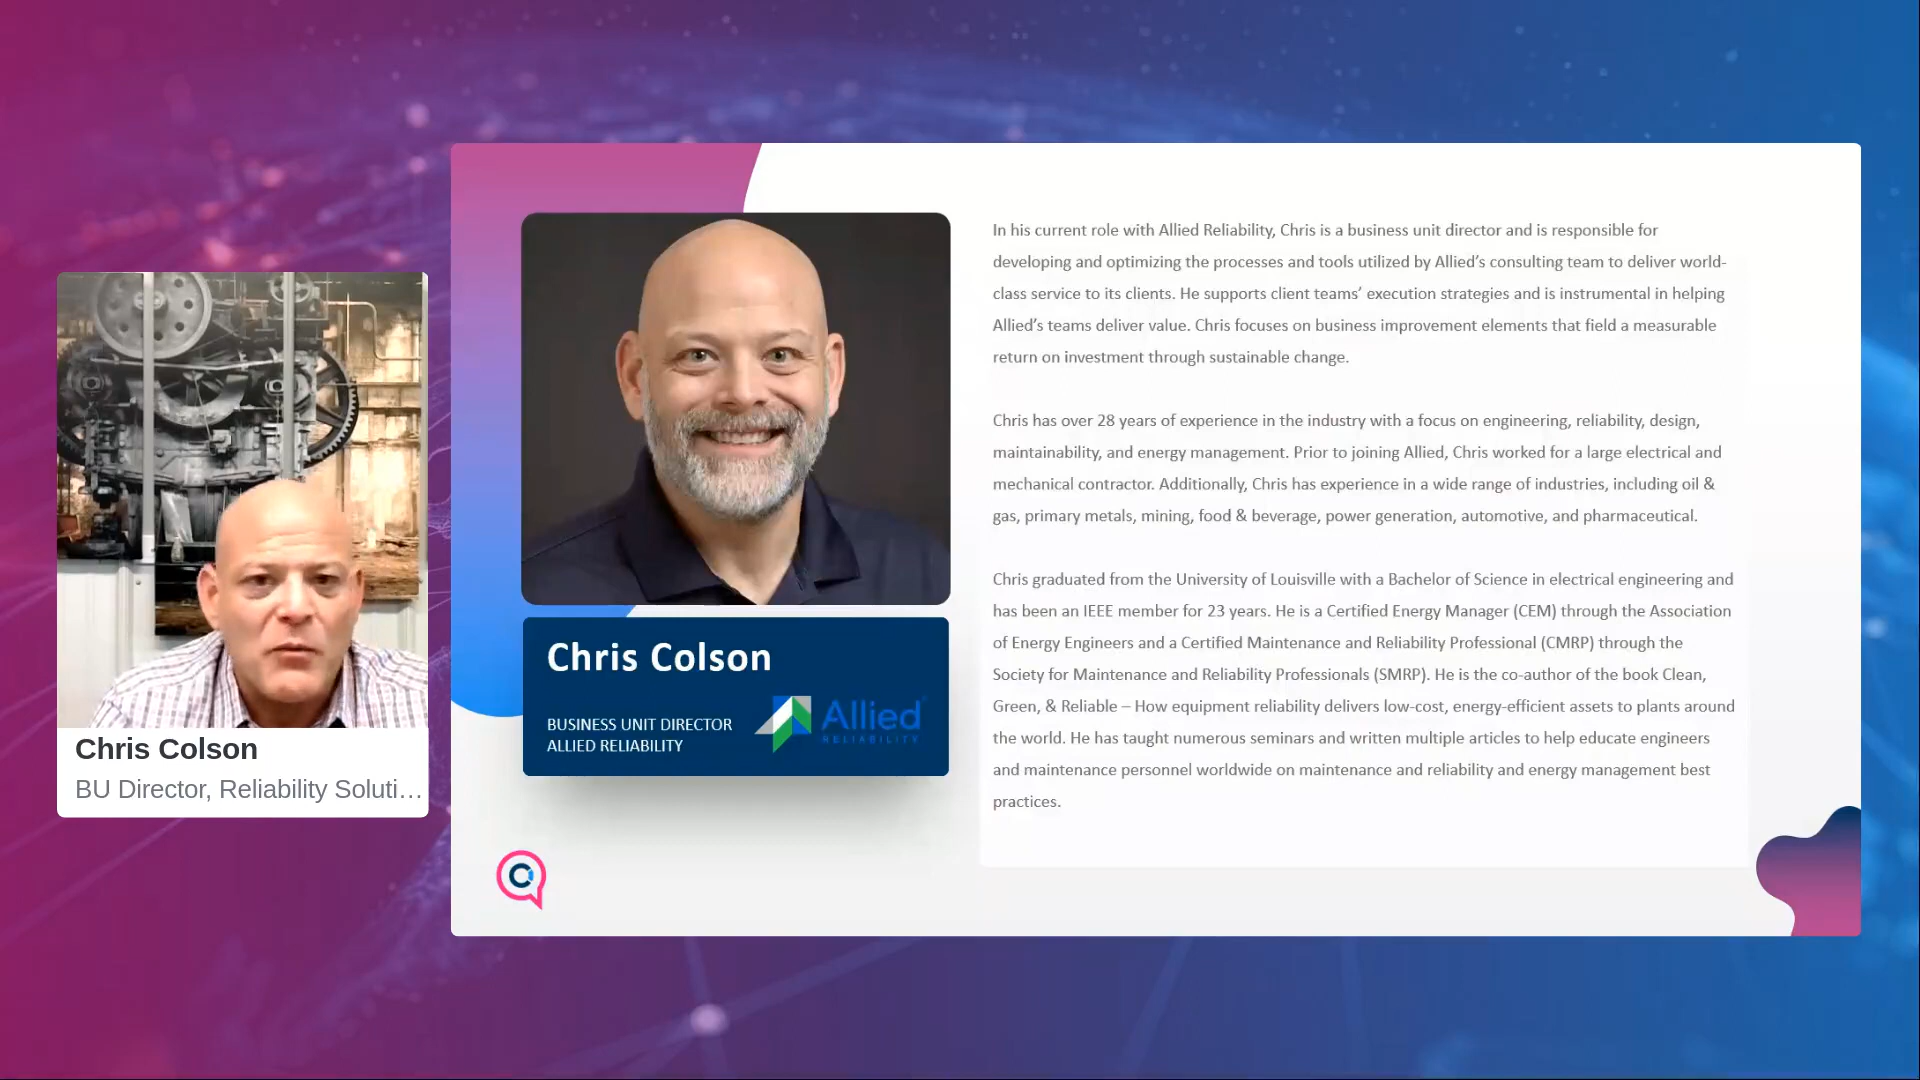 Chris Colson
BU Director, Reliability Soluti…
Chris Colson
BUSINESS UNIT DIRECTOR
ALLIED RELIABILITY
Allied
RELIABILITY
In his current role with Allied Reliability, Chris is a business unit director and is responsible for
developing and optimizing the processes and tools utilized by Allied’s consulting team to deliver world-
class service to its clients. He supports client teams’ execution strategies and is instrumental in helping
Allied’s teams deliver value. Chris focuses on business improvement elements that field a measurable
return on investment through sustainable change.
Chris has over 28 years of experience in the industry with a focus on engineering, reliability, design,
maintainability, and energy management. Prior to joining Allied, Chris worked for a large electrical and
mechanical contractor. Additionally, Chris has experience in a wide range of industries, including oil &
gas, primary metals, mining, food & beverage, power generation, automotive, and pharmaceutical.
Chris graduated from the University of Louisville with a Bachelor of Science in electrical engineering and
has been an IEEE member for 23 years. He is a Certified Energy Manager (CEM) through the Association
of Energy Engineers and a Certified Maintenance and Reliability Professional (CMRP) through the
Society for Maintenance and Reliability Professionals (SMRP). He is the co-author of the book Clean,
Green, & Reliable – How equipment reliability delivers low-cost, energy-efficient assets to plants around
the world. He has taught numerous seminars and written multiple articles to help educate engineers
and maintenance personnel worldwide on maintenance and reliability and energy management best
practices.